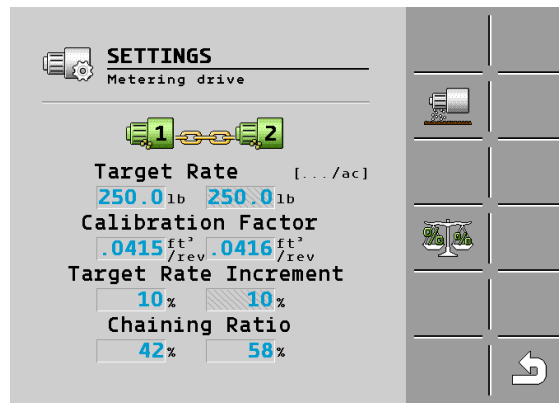 SETTINGS
Metering drive
1 2
Target Rate [.../ac]
250.0 lb 250.0 lb
Calibration Factor
.0415 ft³/rev .0416 ft³/rev
Target Rate Increment
10 % 10 %
Chaining Ratio
42 % 58 %
% %